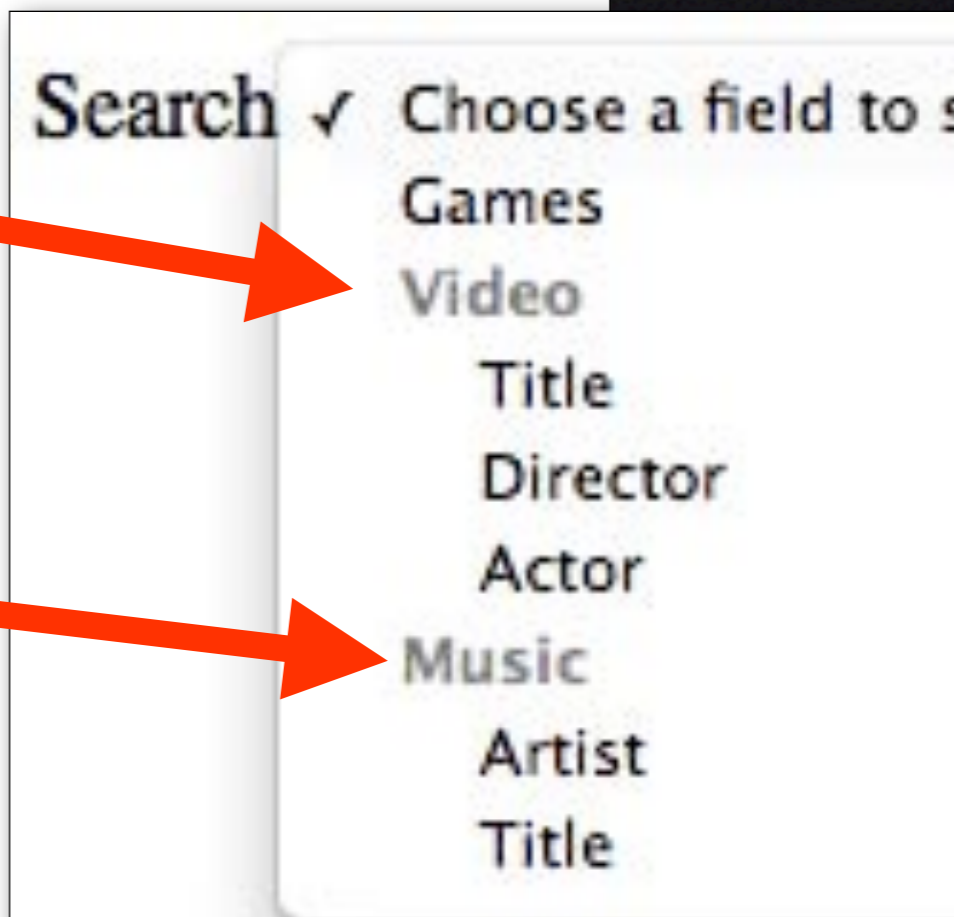 Search ✓ Choose a field to
Games
Video
Title
Director
Actor
Music
Artist
Title